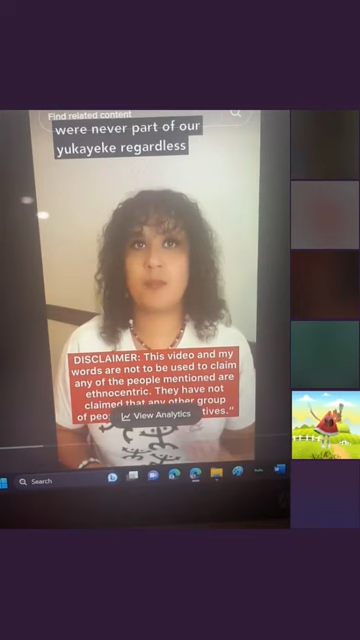 Find related content
were never part of our
yukayeke regardless
DISCLAIMER: This video and my
words are not to be used to claim
any of the people mentioned are
ethnocentric. They have not
claimed that any other group
of
View Analytics
Search